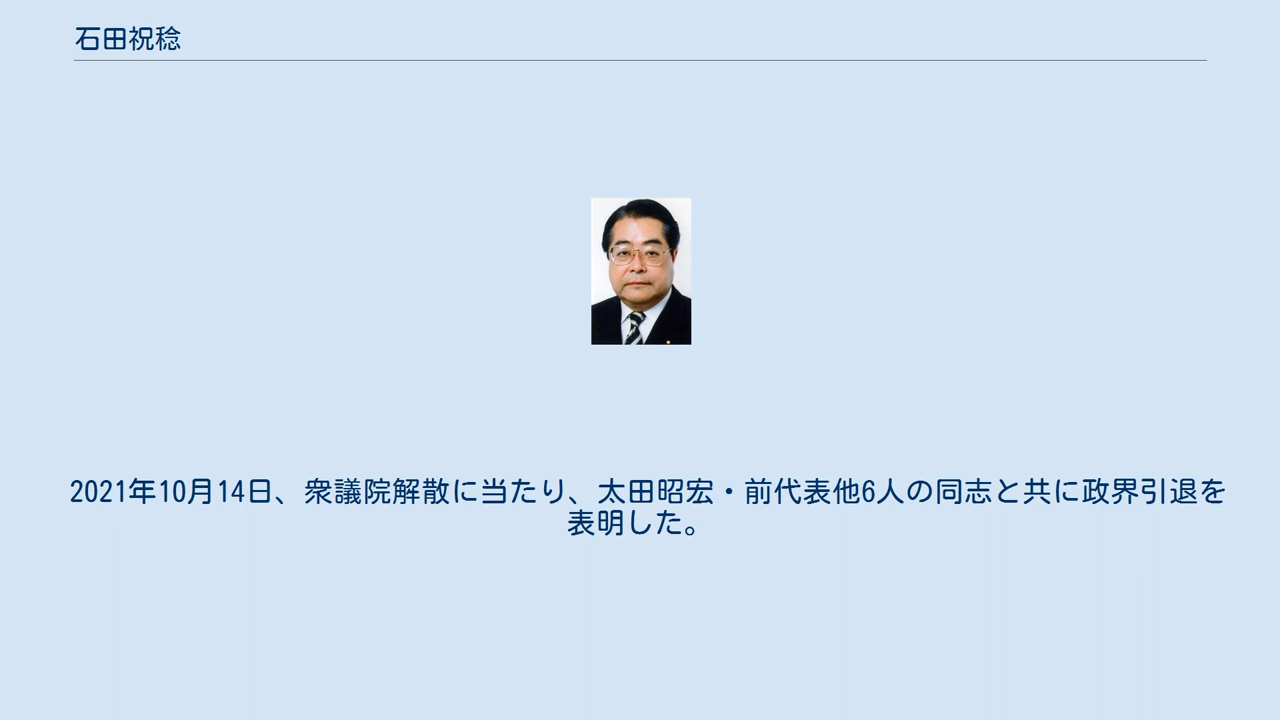 石田祝稔
2021年10月14日、衆議院解散に当たり、太田昭宏・前代表他6人の同志と共に政界引退を
表明した。